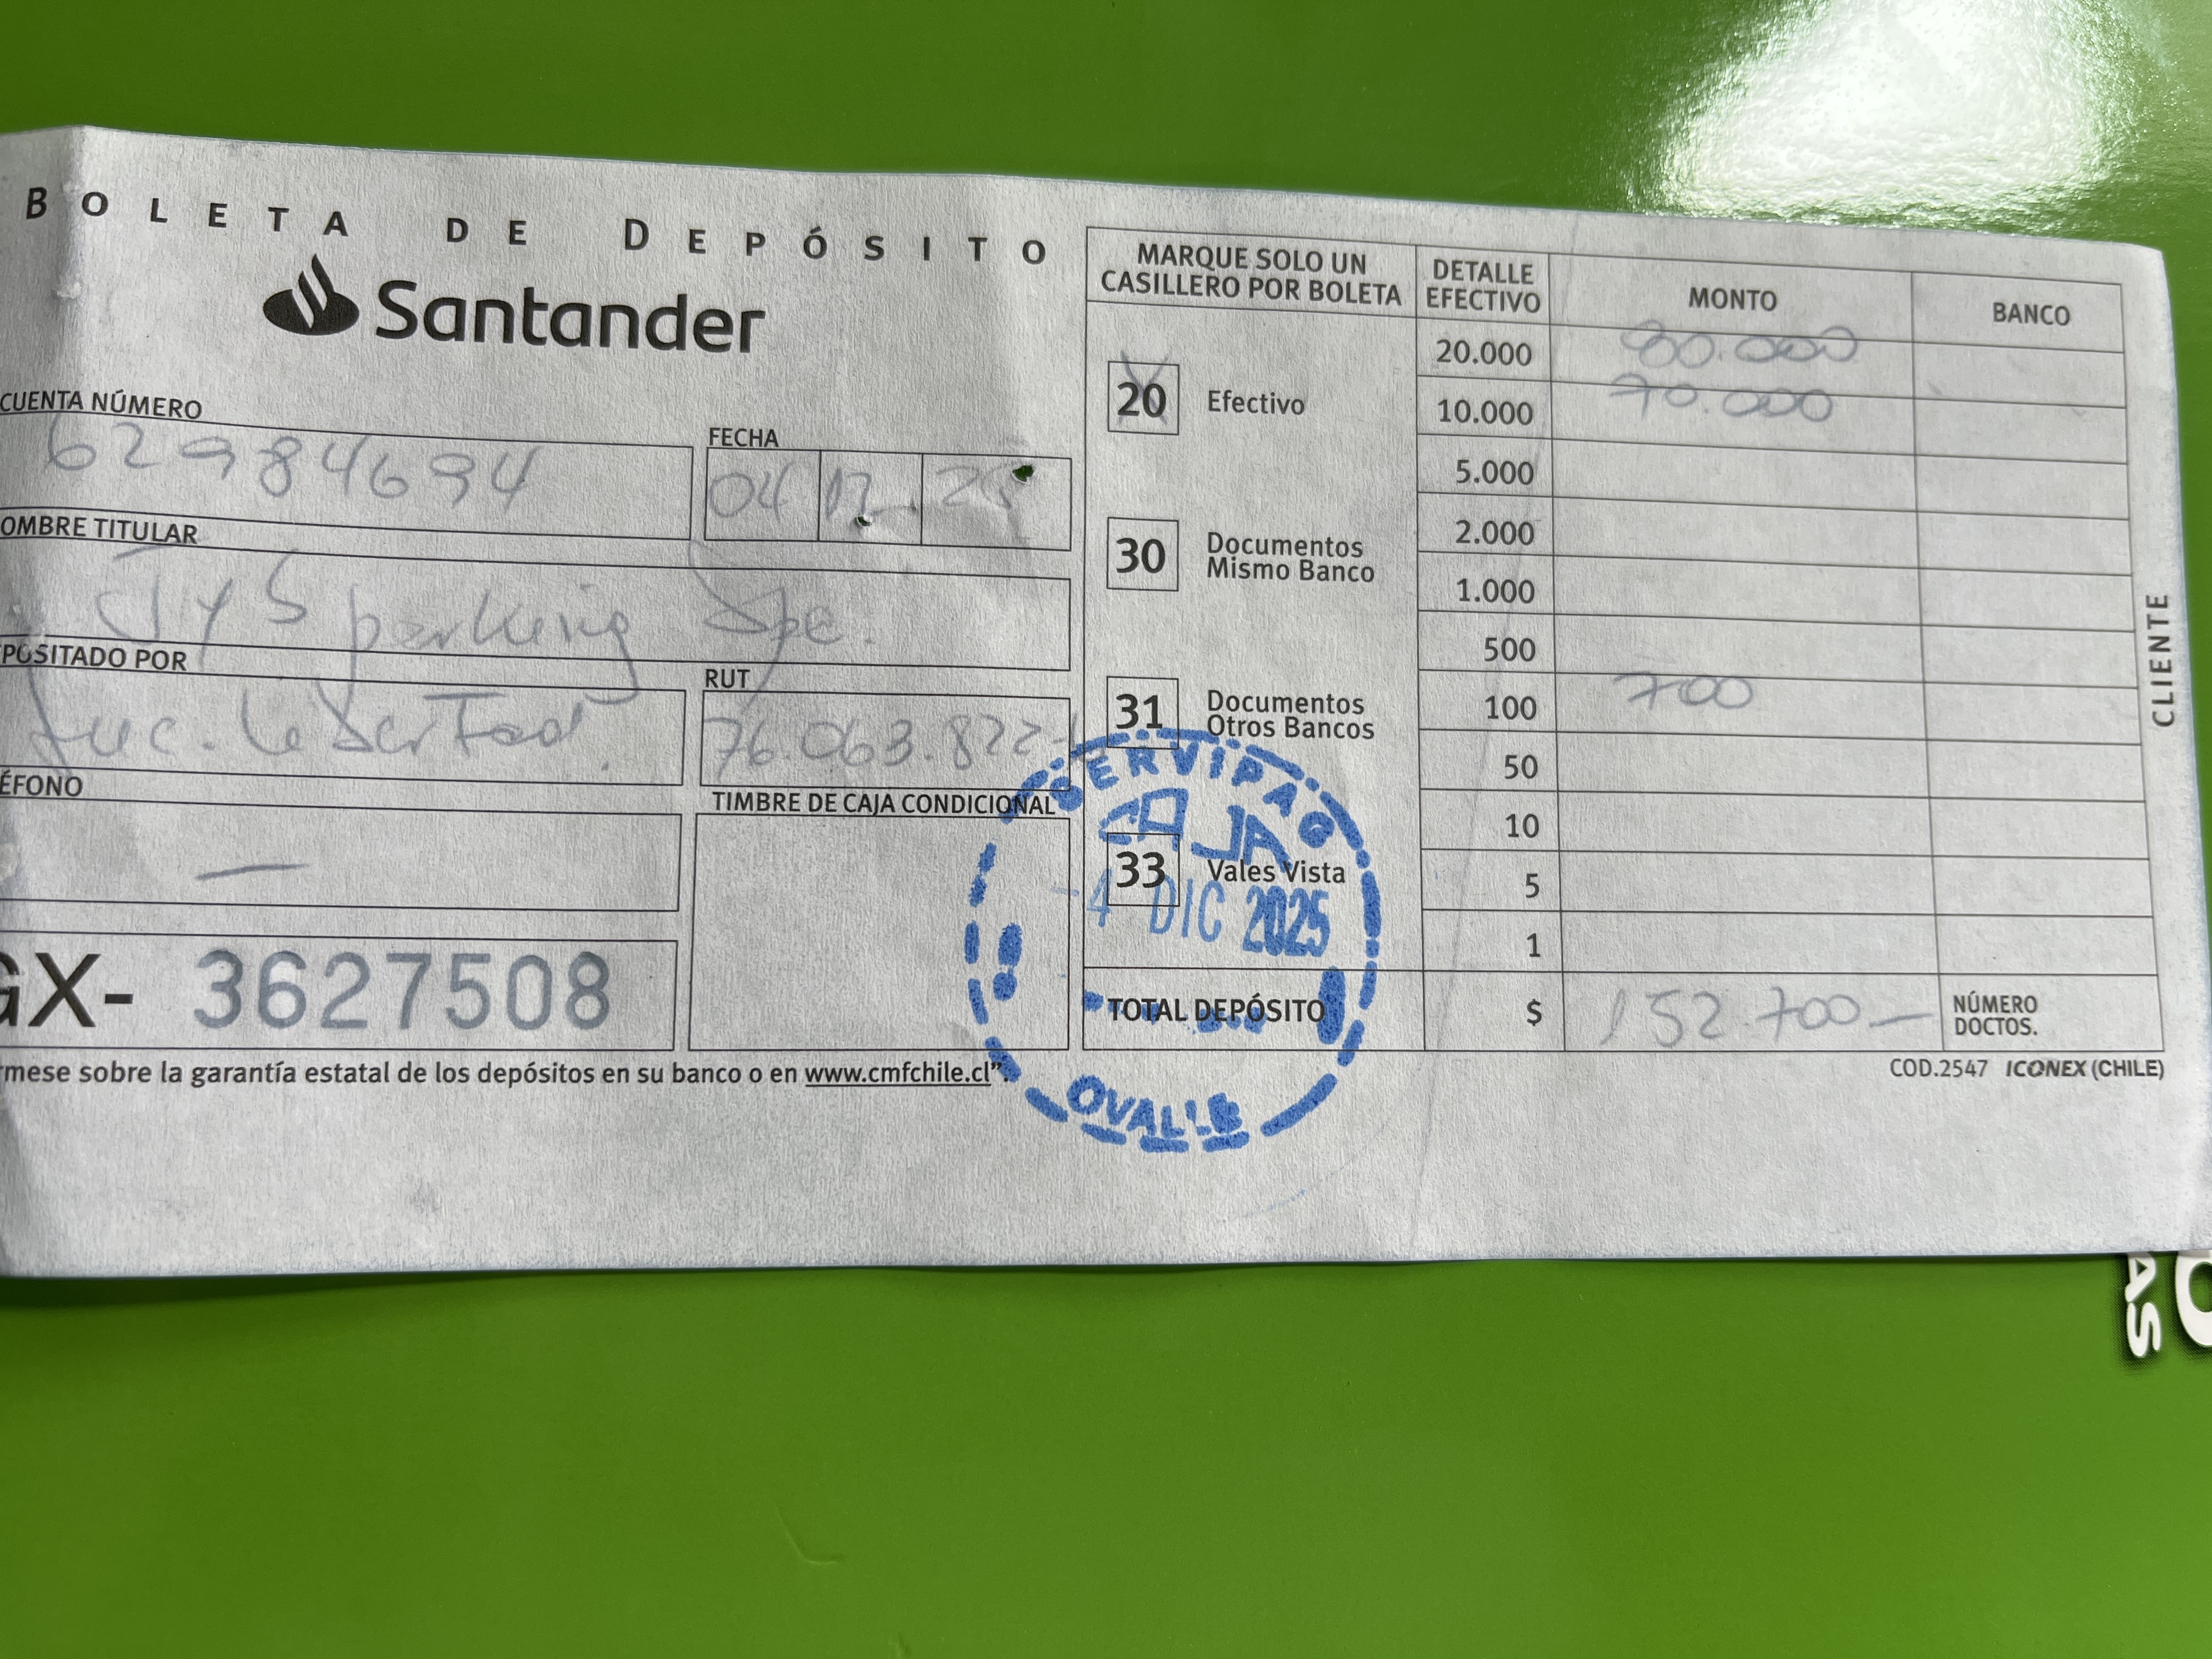 BOLETA DE DEPÓSITO
Santander
CUENTA NÚMERO
62984694
FECHA
04 12 25
OMBRE TITULAR
JyS parking Spa.
POSITADO POR
Suc. Libertad.
RUT
76.063.822-
ÉFONO
—
TIMBRE DE CAJA CONDICIONAL
GX- 3627508
mese sobre la garantía estatal de los depósitos en su banco o en www.cmfchile.cl”.
MARQUE SOLO UN
CASILLERO POR BOLETA
DETALLE
EFECTIVO
MONTO
BANCO
20 Efectivo
30 Documentos
Mismo Banco
31 Documentos
Otros Bancos
33 Vales Vista
20.000 80.000
10.000 70.000
5.000
2.000
1.000
500
100 700
50
10
5
1
TOTAL DEPÓSITO $ 152.700—
NÚMERO
DOCTOS.
CLIENTE
COD.2547 ICONEX (CHILE)
SERVIPAG
CAJA
-4 DIC 2025
OVALLE
AS